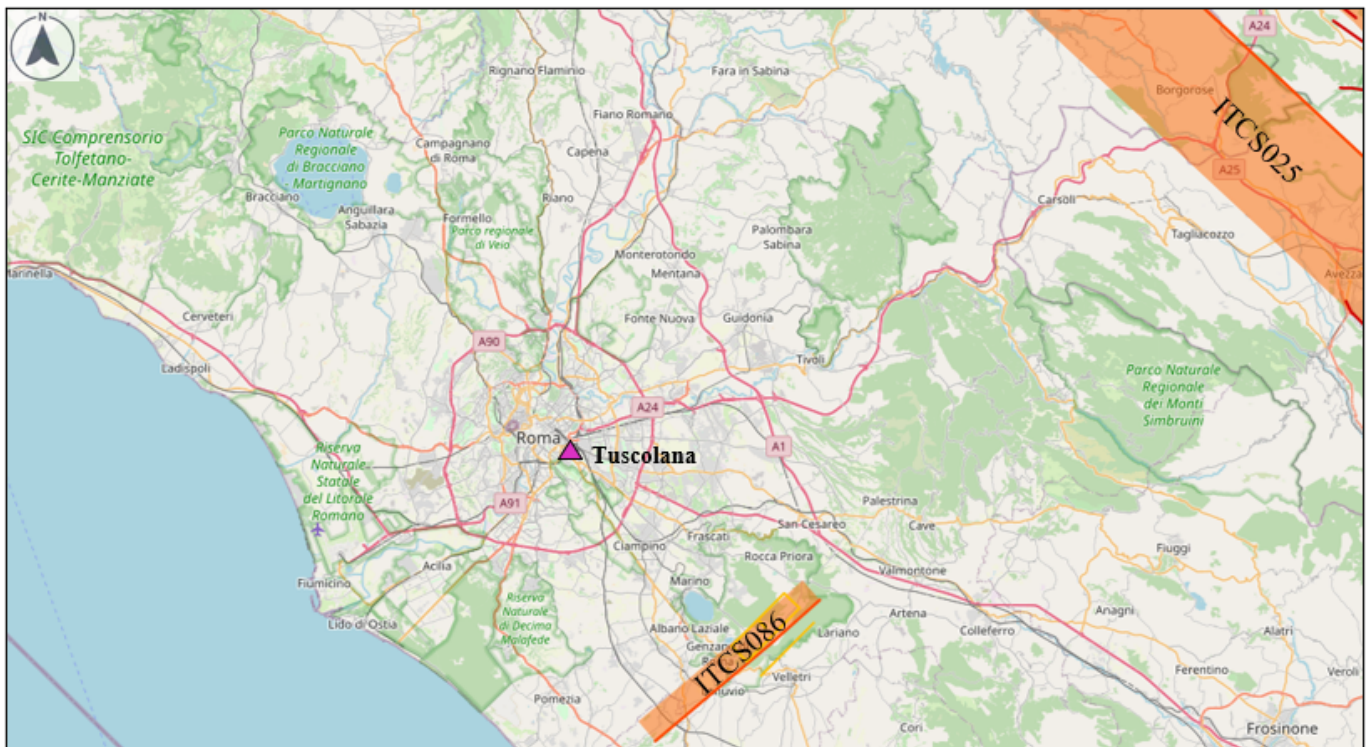 N
A24
Rignano Flaminio
Fara in Sabina
Borgorose
Fiano Romano
ITCS025
SIC Comprensorio
Tolfetano-
Cerite-Manziate
Parco Naturale
Regionale
di Bracciano
- Martignano
Campagnano
di Roma
Capena
A25
Bracciano
Riano
Carsoli
Anguillara
Sabazia
Formello
Parco regionale
di Veio
Palombara
Sabina
Tagliacozzo
Monterotondo
Mentana
Marinella
Avezza
Cerveteri
Fonte Nuova
Guidonia
A90
Ladispoli
Tivoli
Parco Naturale
Regionale
dei Monti
Simbruini
A24
Roma
Tuscolana
A1
Riserva
Naturale
Statale
del Litorale
Romano
A91
Palestrina
San Cesareo
Cave
Frascati
Ciampino
Rocca Priora
Fiuggi
Acilia
Marino
Valmontone
Fiumicino
Riserva
Naturale
di Decima
Malafede
Artena
Anagni
Lido di Ostia
Albano Laziale
Lariano
Colleferro
Alatri
ITCS086
Genzan
Velletri
Ferentino
Veroli
Pomezia
Cori
Frosinone